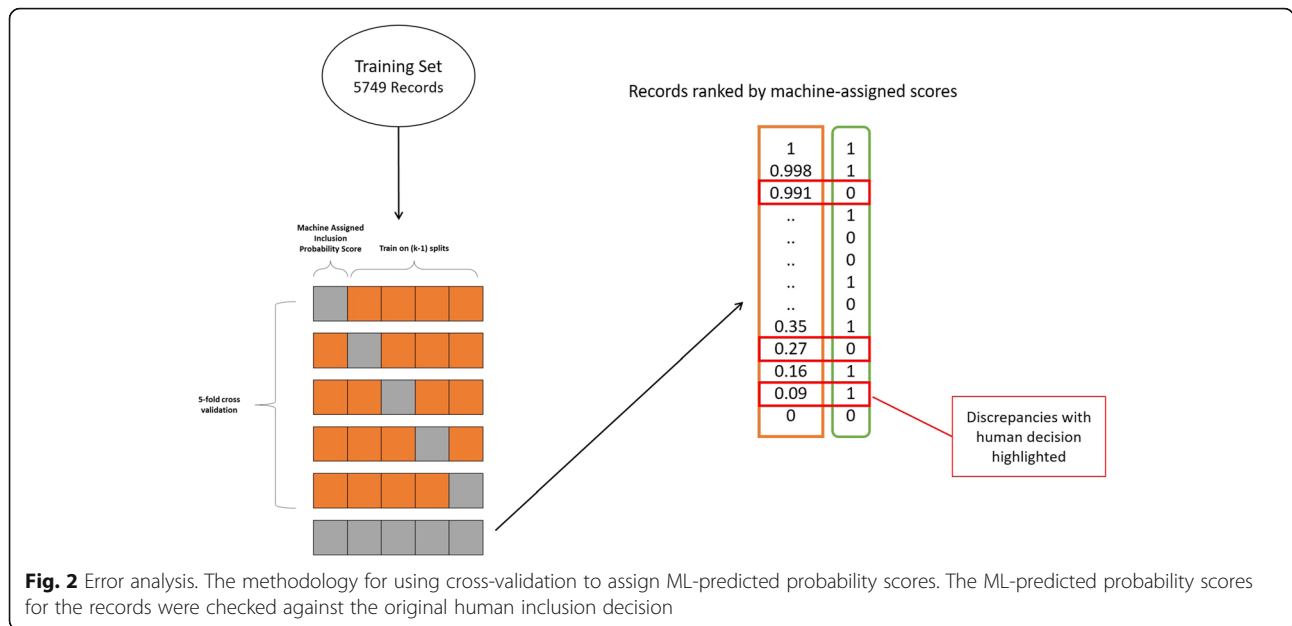 Training Set
5749 Records
Machine Assigned
Inclusion
Probability Score
Train on (k-1) splits
5-fold cross
validation
Records ranked by machine-assigned scores
1 1
0.998 1
0.991 0
.. 1
.. 0
.. 0
.. 1
.. 0
0.35 1
0.27 0
0.16 1
0.09 1
0 0
Discrepancies with
human decision
highlighted
Fig. 2 Error analysis. The methodology for using cross-validation to assign ML-predicted probability scores. The ML-predicted probability scores
for the records were checked against the original human inclusion decision